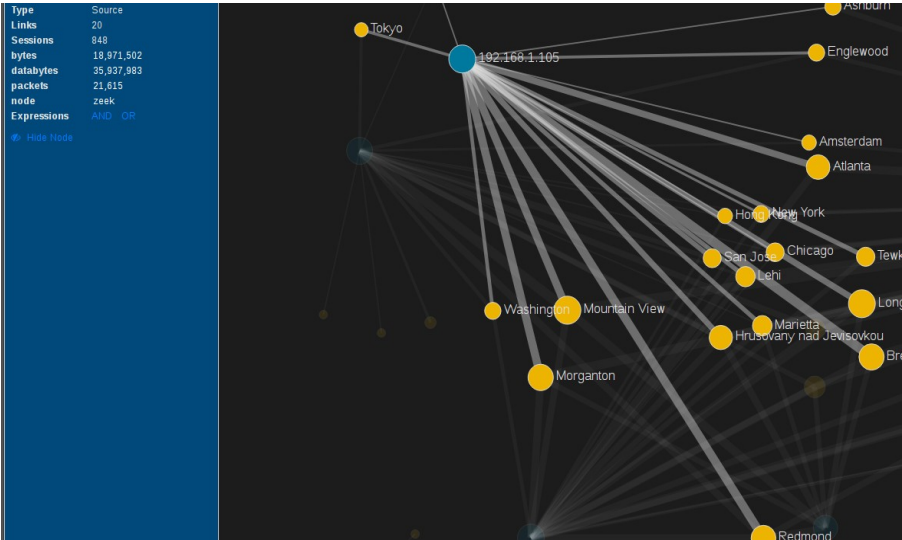 Type Source
Links 20
Sessions 848
bytes 18,971,502
databytes 35,937,983
packets 21,615
node zeek
Expressions AND OR
Hide Node
Ashburn
Tokyo
Englewood
192.168.1.105
Amsterdam
Atlanta
New York
Hong Kong
Chicago
Tewk
San Jose
Lehi
Long
Washington
Mountain View
Marietta
Hrusovany nad Jevisovkou
Bre
Morganton
Redmond